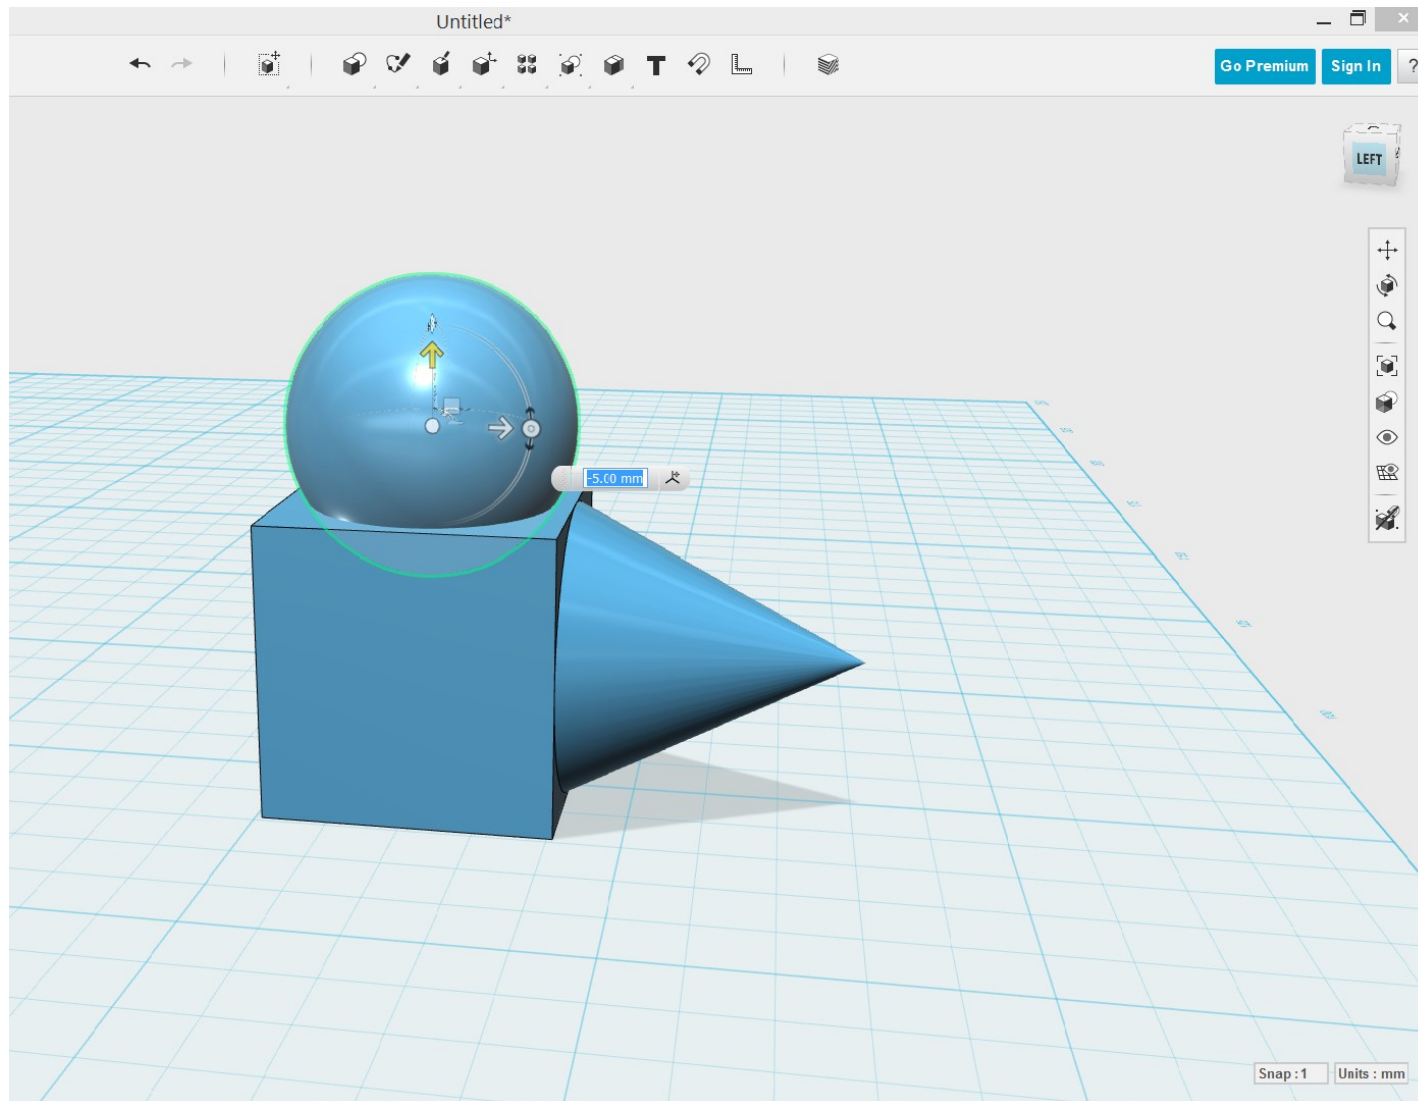 Untitled*
Go Premium
Sign In
?
LEFT
-5.00 mm
Snap : 1
Units : mm